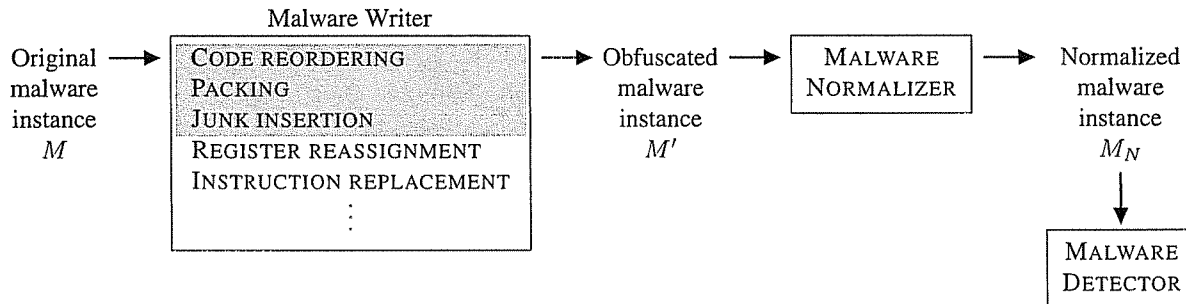 Malware Writer
Original
malware
instance
M
CODE REORDERING
PACKING
JUNK INSERTION
REGISTER REASSIGNMENT
INSTRUCTION REPLACEMENT
⋮
Obfuscated
malware
instance
M'
MALWARE
NORMALIZER
Normalized
malware
instance
M_N
MALWARE
DETECTOR